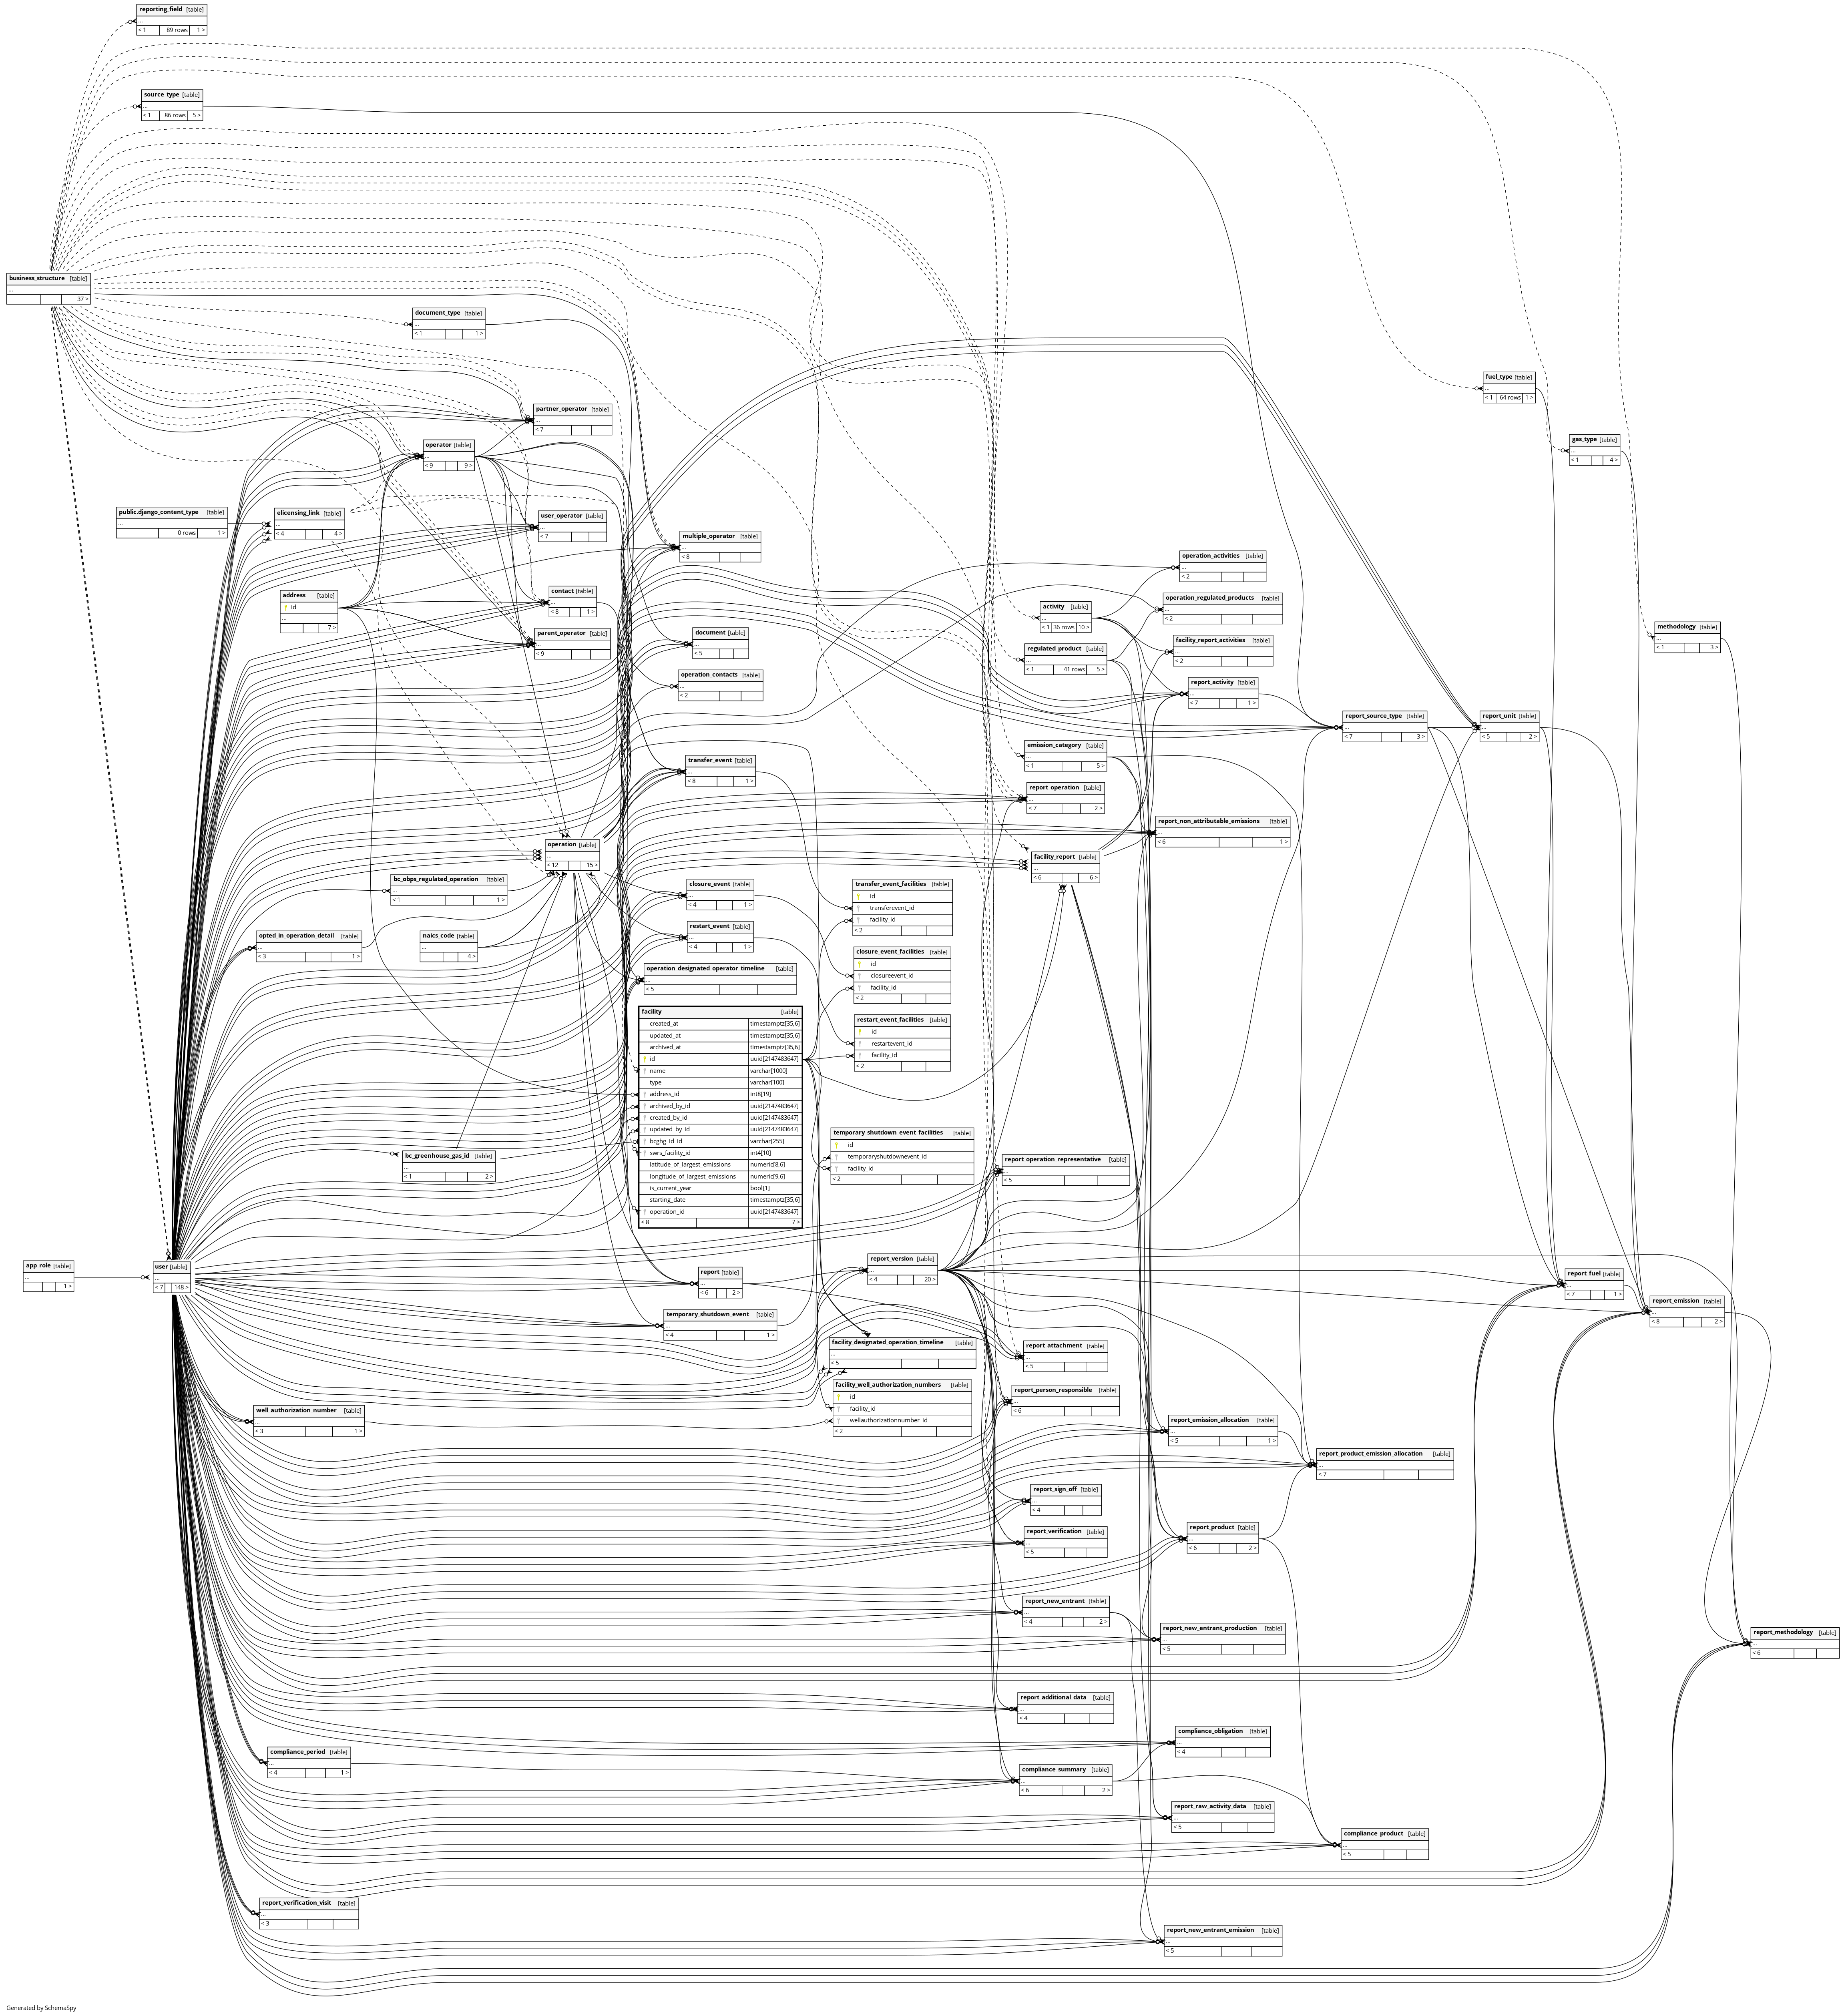 reporting_field [table]
...
< 1 89 rows 1 >
source_type [table]
...
< 1 86 rows 5 >
business_structure [table]
...
37 >
document_type [table]
...
< 1 1 >
fuel_type [table]
...
< 1 64 rows 1 >
partner_operator [table]
...
< 7
gas_type [table]
...
< 1 4 >
operator [table]
...
< 9 9 >
public.django_content_type [table]
...
0 rows 1 >
elicensing_link [table]
...
< 4 4 >
user_operator [table]
...
< 7
multiple_operator [table]
...
< 8
operation_activities [table]
...
< 2
address [table]
id
...
7 >
contact [table]
...
< 8 1 >
activity [table]
...
< 1 36 rows 10 >
operation_regulated_products [table]
...
< 2
parent_operator [table]
...
< 9
document [table]
...
< 5
methodology [table]
...
< 1 3 >
regulated_product [table]
...
< 1 41 rows 5 >
facility_report_activities [table]
...
< 2
operation_contacts [table]
...
< 2
report_activity [table]
...
< 7 1 >
report_source_type [table]
...
< 7 3 >
report_unit [table]
...
< 5 2 >
emission_category [table]
...
< 1 5 >
transfer_event [table]
...
< 8 1 >
report_operation [table]
...
< 7 2 >
report_non_attributable_emissions [table]
...
< 6 1 >
operation [table]
...
< 12 15 >
facility_report [table]
...
< 6 6 >
bc_obps_regulated_operation [table]
...
< 1 1 >
closure_event [table]
...
< 4 1 >
transfer_event_facilities [table]
id
transferevent_id
facility_id
< 2
restart_event [table]
...
< 4 1 >
opted_in_operation_detail [table]
...
< 3 1 >
naics_code [table]
...
4 >
closure_event_facilities [table]
id
closureevent_id
facility_id
< 2
operation_designated_operator_timeline [table]
...
< 5
restart_event_facilities [table]
id
restartevent_id
facility_id
< 2
facility [table]
created_at timestamptz[35,6]
updated_at timestamptz[35,6]
archived_at timestamptz[35,6]
id uuid[2147483647]
name varchar[1000]
type varchar[100]
address_id int8[19]
archived_by_id uuid[2147483647]
created_by_id uuid[2147483647]
updated_by_id uuid[2147483647]
bcghg_id_id varchar[255]
swrs_facility_id int4[10]
latitude_of_largest_emissions numeric[8,6]
longitude_of_largest_emissions numeric[9,6]
is_current_year bool[1]
starting_date timestamptz[35,6]
operation_id uuid[2147483647]
< 8 7 >
temporary_shutdown_event_facilities [table]
id
temporaryshutdownevent_id
facility_id
< 2
bc_greenhouse_gas_id [table]
...
< 1 2 >
report_operation_representative [table]
...
< 5
app_role [table]
...
1 >
user [table]
...
< 7 148 >
report [table]
...
< 6 2 >
report_version [table]
...
< 4 20 >
report_fuel [table]
...
< 7 1 >
report_emission [table]
...
< 8 2 >
temporary_shutdown_event [table]
...
< 4 1 >
facility_designated_operation_timeline [table]
...
< 5
report_attachment [table]
...
< 5
facility_well_authorization_numbers [table]
id
facility_id
wellauthorizationnumber_id
< 2
report_person_responsible [table]
...
< 6
well_authorization_number [table]
...
< 3 1 >
report_emission_allocation [table]
...
< 5 1 >
report_product_emission_allocation [table]
...
< 7
report_sign_off [table]
...
< 4
report_verification [table]
...
< 5
report_product [table]
...
< 6 2 >
report_new_entrant [table]
...
< 4 2 >
report_new_entrant_production [table]
...
< 5
report_methodology [table]
...
< 6
report_additional_data [table]
...
< 4
compliance_obligation [table]
...
< 4
compliance_period [table]
...
< 4 1 >
compliance_summary [table]
...
< 6 2 >
report_raw_activity_data [table]
...
< 5
compliance_product [table]
...
< 5
report_verification_visit [table]
...
< 3
report_new_entrant_emission [table]
...
< 5
Generated by SchemaSpy